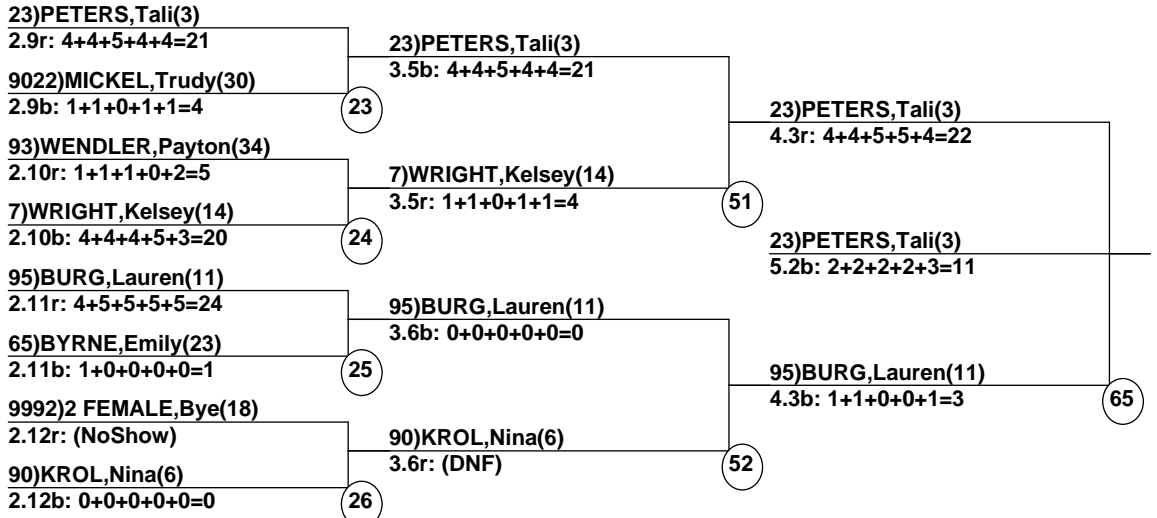 23)PETERS,Tali(3)
2.9r: 4+4+5+4+4=21
9022)MICKEL,Trudy(30)
2.9b: 1+1+0+1+1=4
23
93)WENDLER,Payton(34)
2.10r: 1+1+1+0+2=5
7)WRIGHT,Kelsey(14)
2.10b: 4+4+4+5+3=20
24
95)BURG,Lauren(11)
2.11r: 4+5+5+5+5=24
65)BYRNE,Emily(23)
2.11b: 1+0+0+0+0=1
25
9992)2 FEMALE,Bye(18)
2.12r: (NoShow)
90)KROL,Nina(6)
2.12b: 0+0+0+0+0=0
26
23)PETERS,Tali(3)
3.5b: 4+4+5+4+4=21
7)WRIGHT,Kelsey(14)
3.5r: 1+1+0+1+1=4
51
95)BURG,Lauren(11)
3.6b: 0+0+0+0+0=0
90)KROL,Nina(6)
3.6r: (DNF)
52
23)PETERS,Tali(3)
4.3r: 4+4+5+5+4=22
23)PETERS,Tali(3)
5.2b: 2+2+2+2+3=11
95)BURG,Lauren(11)
4.3b: 1+1+0+0+1=3
65